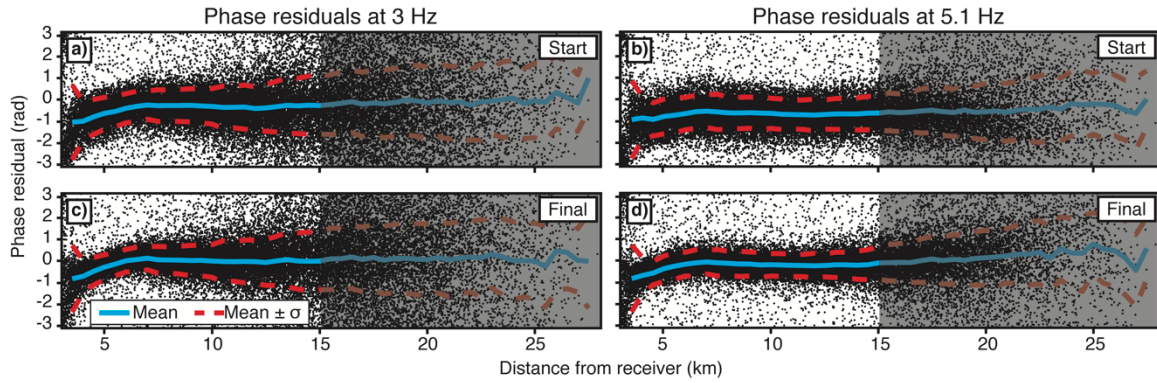 Phase residuals at 3 Hz
Phase residuals at 5.1 Hz
3
2
1
0
-1
-2
-3
a)
Start
b)
Start
Phase residual (rad)
3
2
1
0
-1
-2
-3
c)
Final
d)
Final
Mean
Mean ± σ
5
10
15
20
25
5
10
15
20
25
Distance from receiver (km)